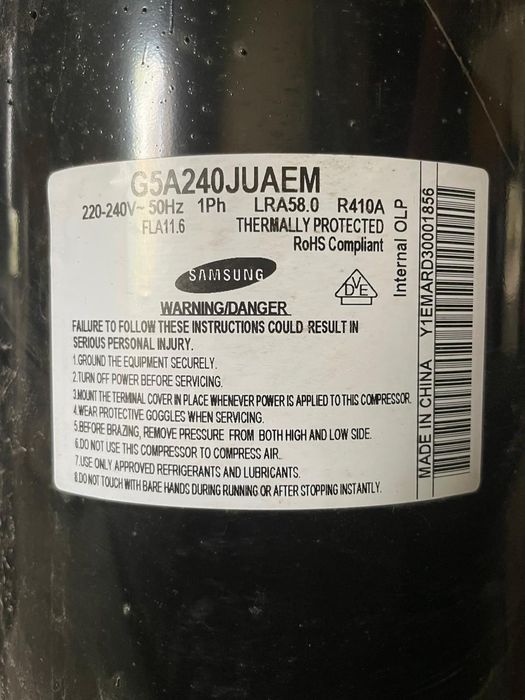 G5A240JUAEM
220-240V~ 50Hz 1Ph LRA58.0 R410A
FLA11.6 THERMALLY PROTECTED
RoHS Compliant
SAMSUNG
DVE
WARNING/DANGER
FAILURE TO FOLLOW THESE INSTRUCTIONS COULD RESULT IN
SERIOUS PERSONAL INJURY.
1.GROUND THE EQUIPMENT SECURELY.
2.TURN OFF POWER BEFORE SERVICING.
3.MOUNT THE TERMINAL COVER IN PLACE WHENEVER POWER IS APPLIED TO THIS COMPRESSOR.
4.WEAR PROTECTIVE GOGGLES WHEN SERVICING.
5.BEFORE BRAZING, REMOVE PRESSURE FROM BOTH HIGH AND LOW SIDE.
6.DO NOT USE THIS COMPRESSOR TO COMPRESS AIR.
7.USE ONLY APPROVED REFRIGERANTS AND LUBRICANTS.
8.DO NOT TOUCH WITH BARE HANDS DURING RUNNING OR AFTER STOPPING INSTANTLY.
Internal OLP
MADE IN CHINA Y1EMARD30001856